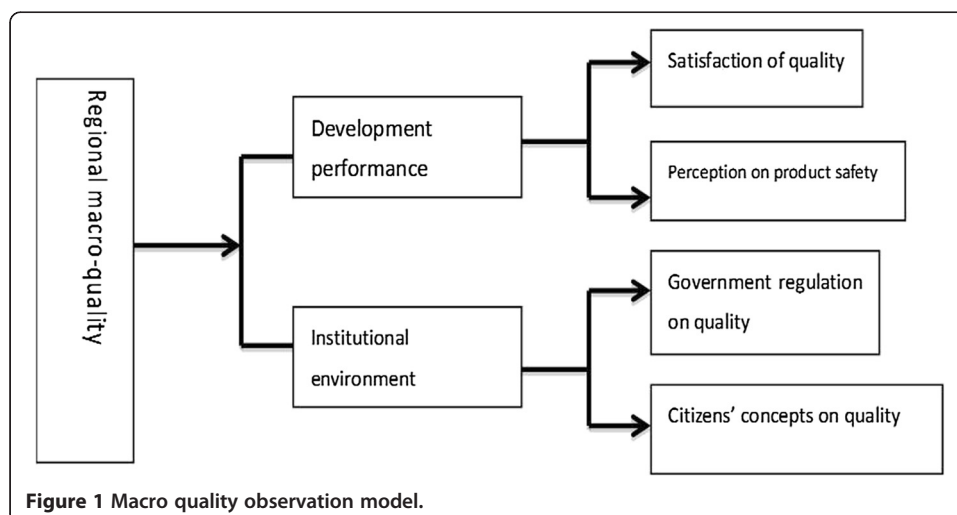 Regional macro-quality
Development
performance
Institutional
environment
Satisfaction of quality
Perception on product safety
Government regulation
on quality
Citizens’ concepts on quality
Figure 1 Macro quality observation model.